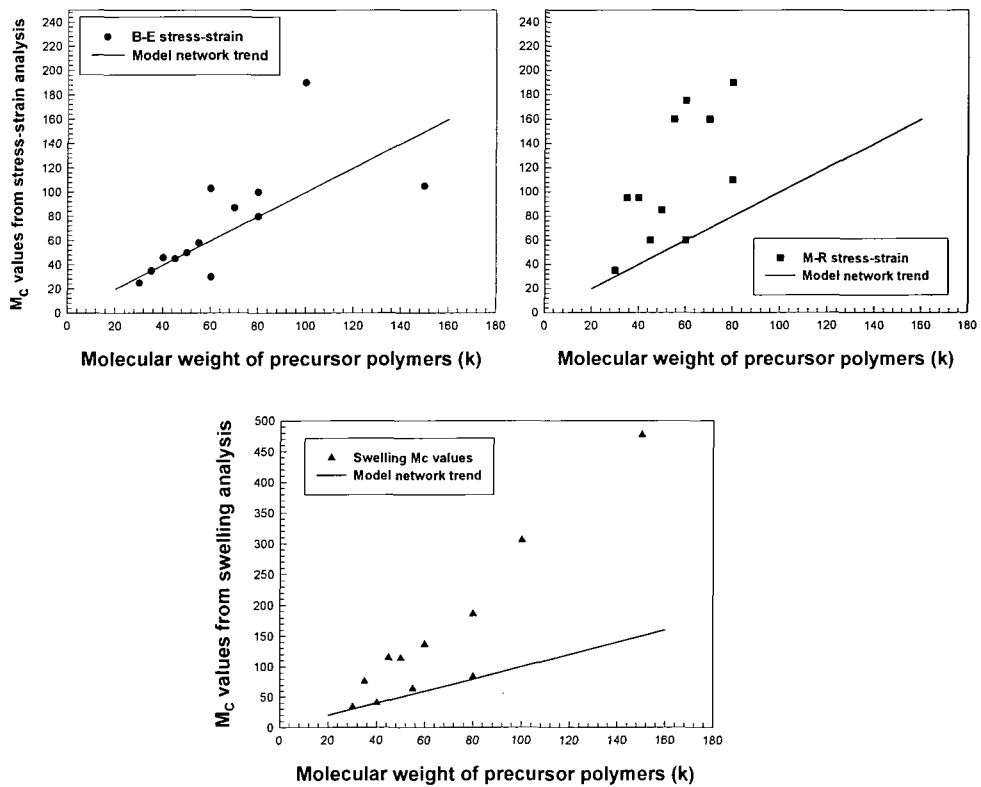 B-E stress-strain
Model network trend
M_C values from stress-strain analysis
240
220
200
180
160
140
120
100
80
60
40
20
0
0 20 40 60 80 100 120 140 160 180
Molecular weight of precursor polymers (k)
240
220
200
180
160
140
120
100
80
60
40
20
0
M-R stress-strain
Model network trend
0 20 40 60 80 100 120 140 160 180
Molecular weight of precursor polymers (k)
Swelling Mc values
Model network trend
M_C values from swelling analysis
500
450
400
350
300
250
200
150
100
50
0
0 20 40 60 80 100 120 140 160 180
Molecular weight of precursor polymers (k)